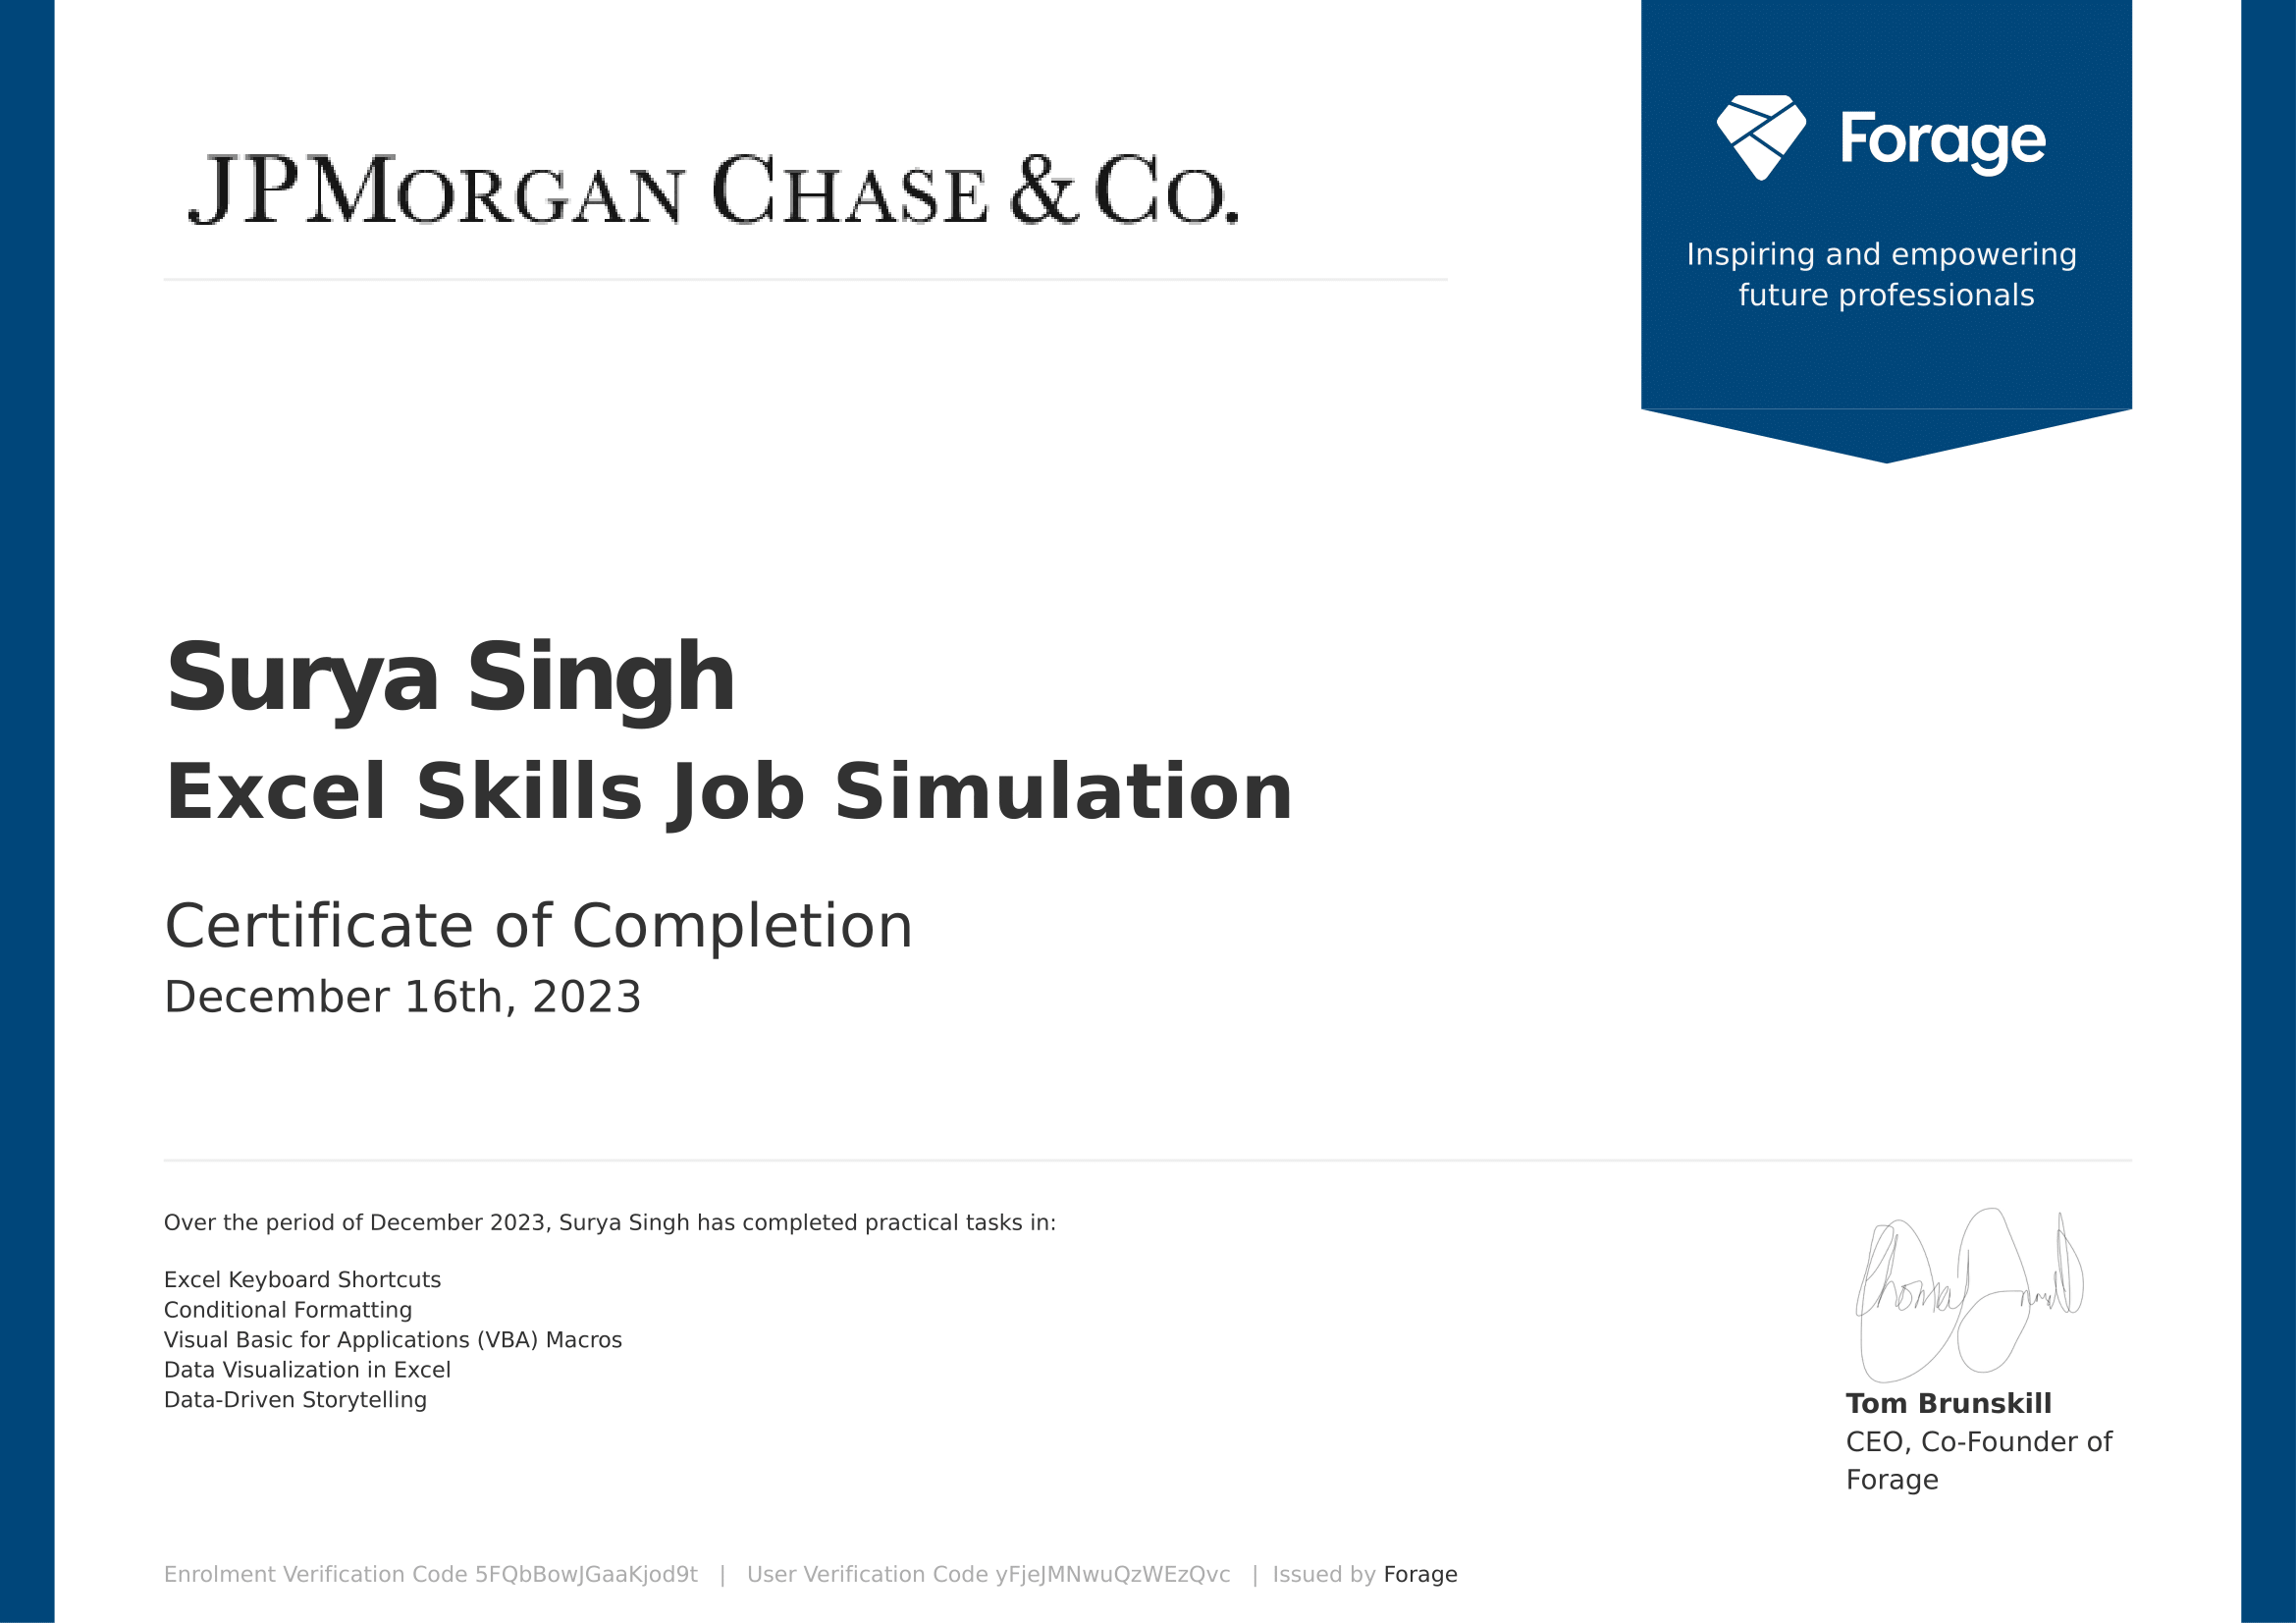 JPMORGAN CHASE & CO.
Forage
Inspiring and empowering
future professionals
Surya Singh
Excel Skills Job Simulation
Certificate of Completion
December 16th, 2023
Over the period of December 2023, Surya Singh has completed practical tasks in:
Excel Keyboard Shortcuts
Conditional Formatting
Visual Basic for Applications (VBA) Macros
Data Visualization in Excel
Data-Driven Storytelling
Tom Brunskill
CEO, Co-Founder of
Forage
Enrolment Verification Code 5FQbBowJGaaKjod9t | User Verification Code yFjeJMNwuQzWEzQvc | Issued by Forage